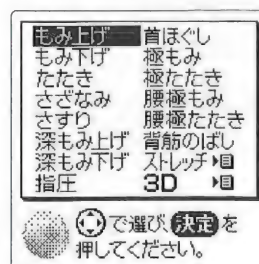 もみ上げ 首ほぐし
もみ下げ 極もみ
たたき 極たたき
さざなみ 腰極もみ
さすり 腰極たたき
深もみ上げ 背筋のばし
深もみ下げ ストレッチ
指圧 3D
で選び、決定を
押してください。